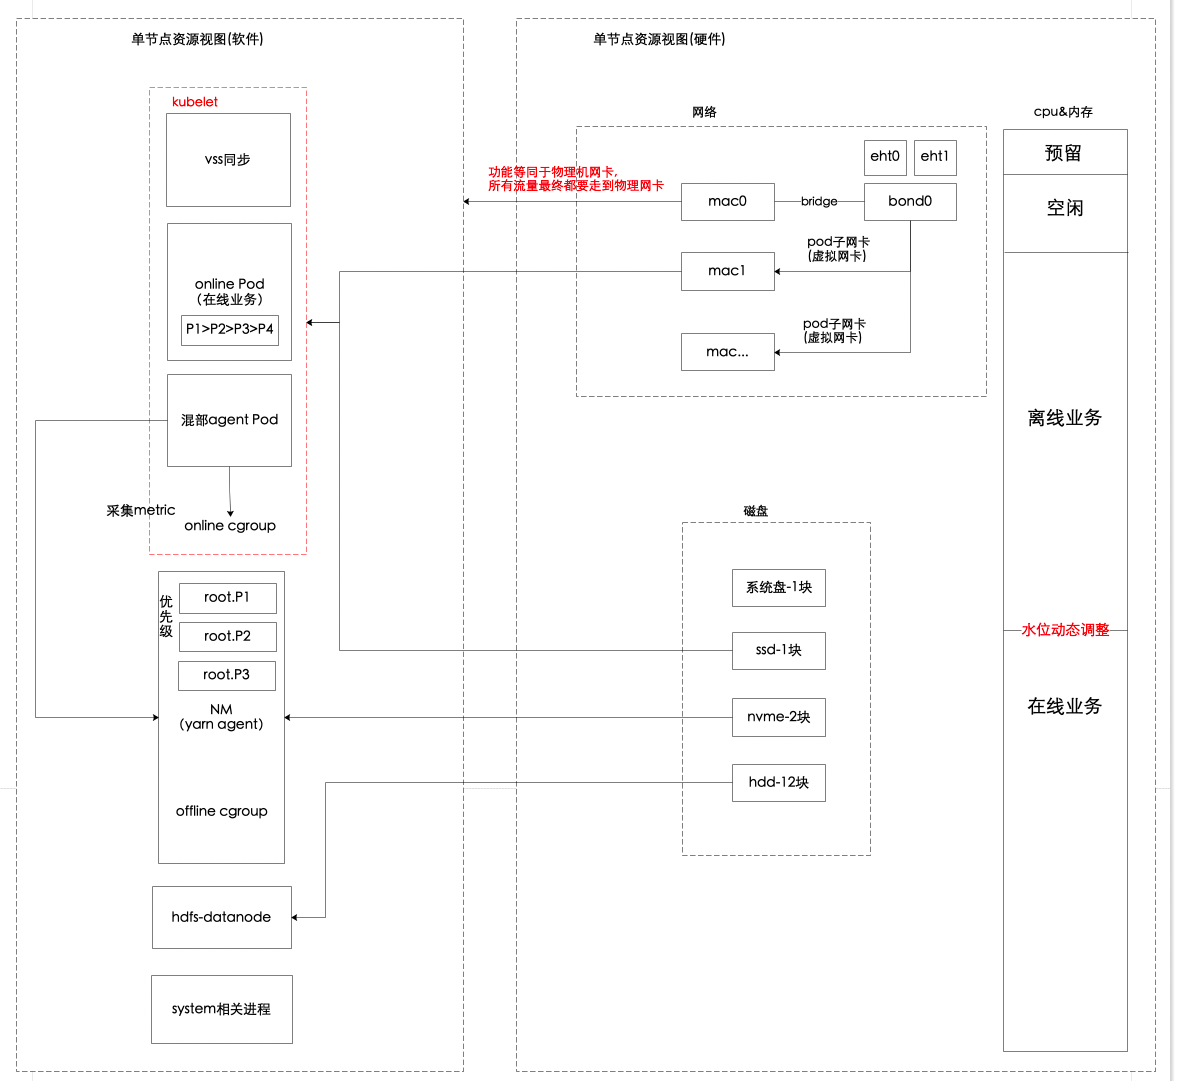 单节点资源视图(软件)
kubelet
vss同步
online Pod
（在线业务）
P1>P2>P3>P4
混部agent Pod
采集metric
online cgroup
优
先
级
root.P1
root.P2
root.P3
NM
(yarn agent)
offline cgroup
hdfs-datanode
system相关进程
单节点资源视图(硬件)
网络
eht0
eht1
功能等同于物理机网卡,
所有流量最终都要走到物理网卡
mac0
bridge
bond0
pod子网卡
(虚拟网卡)
mac1
pod子网卡
(虚拟网卡)
mac...
磁盘
系统盘-1块
ssd-1块
nvme-2块
hdd-12块
cpu&内存
预留
空闲
离线业务
水位动态调整
在线业务